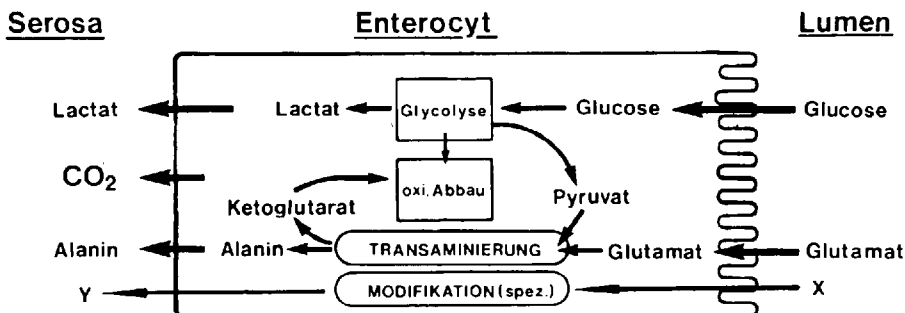 Serosa Enterocyt Lumen
Lactat Lactat Glycolyse Glucose Glucose
CO₂ oxi. Abbau
Ketoglutarat Pyruvat
Alanin Alanin TRANSAMINIERUNG Glutamat Glutamat
Y MODIFIKATION (spez.) X